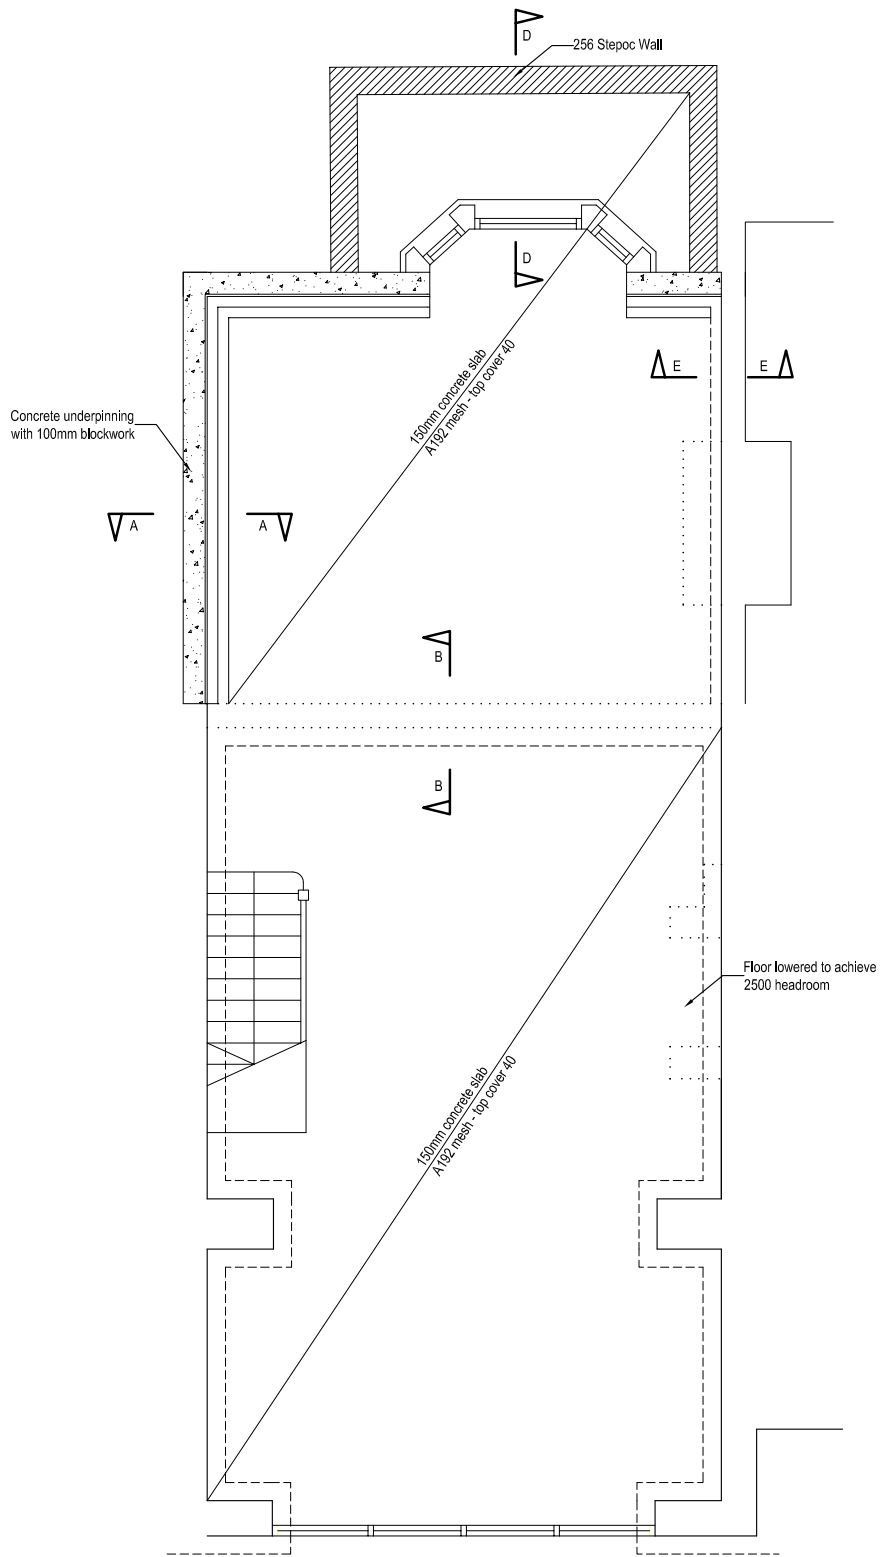 D
256 Stepoc Wall
D
E
E
150mm concrete slab
A192 mesh - top cover 40
Concrete underpinning
with 100mm blockwork
A
A
B
B
Floor lowered to achieve
2500 headroom
150mm concrete slab
A192 mesh - top cover 40